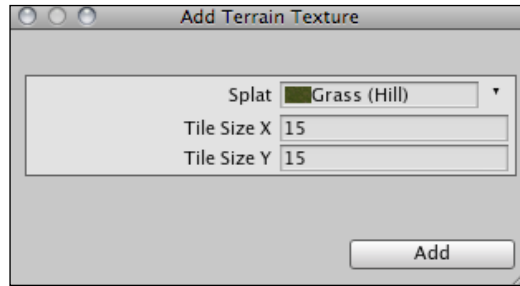 Add Terrain Texture
Splat Grass (Hill)
Tile Size X 15
Tile Size Y 15
Add